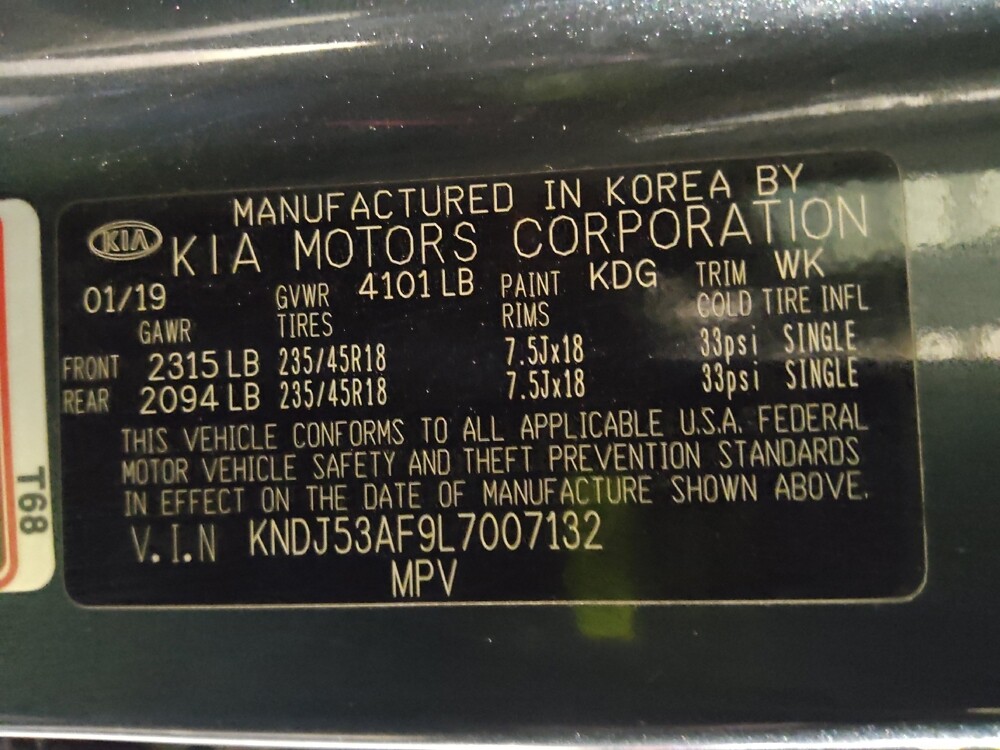 MANUFACTURED IN KOREA BY
KIA KIA MOTORS CORPORATION
01/19 GVWR 4101 LB PAINT KDG TRIM WK
GAWR TIRES RIMS COLD TIRE INFL
FRONT 2315 LB 235/45R18 7.5Jx18 33psi SINGLE
REAR 2094 LB 235/45R18 7.5Jx18 33psi SINGLE
THIS VEHICLE CONFORMS TO ALL APPLICABLE U.S.A. FEDERAL
MOTOR VEHICLE SAFETY AND THEFT PREVENTION STANDARDS
IN EFFECT ON THE DATE OF MANUFACTURE SHOWN ABOVE.
V.I.N KNDJ53AF9L7007132
MPV
T68